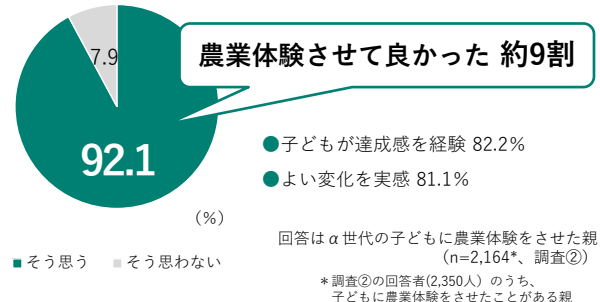 7.9
農業体験させて良かった 約9割
92.1
●子どもが達成感を経験 82.2%
●よい変化を実感 81.1%
(%)
■そう思う ■そう思わない
回答はα世代の子どもに農業体験をさせた親
(n=2,164*、調査②)
*調査②の回答者(2,350人)のうち、
子どもに農業体験をさせたことがある親